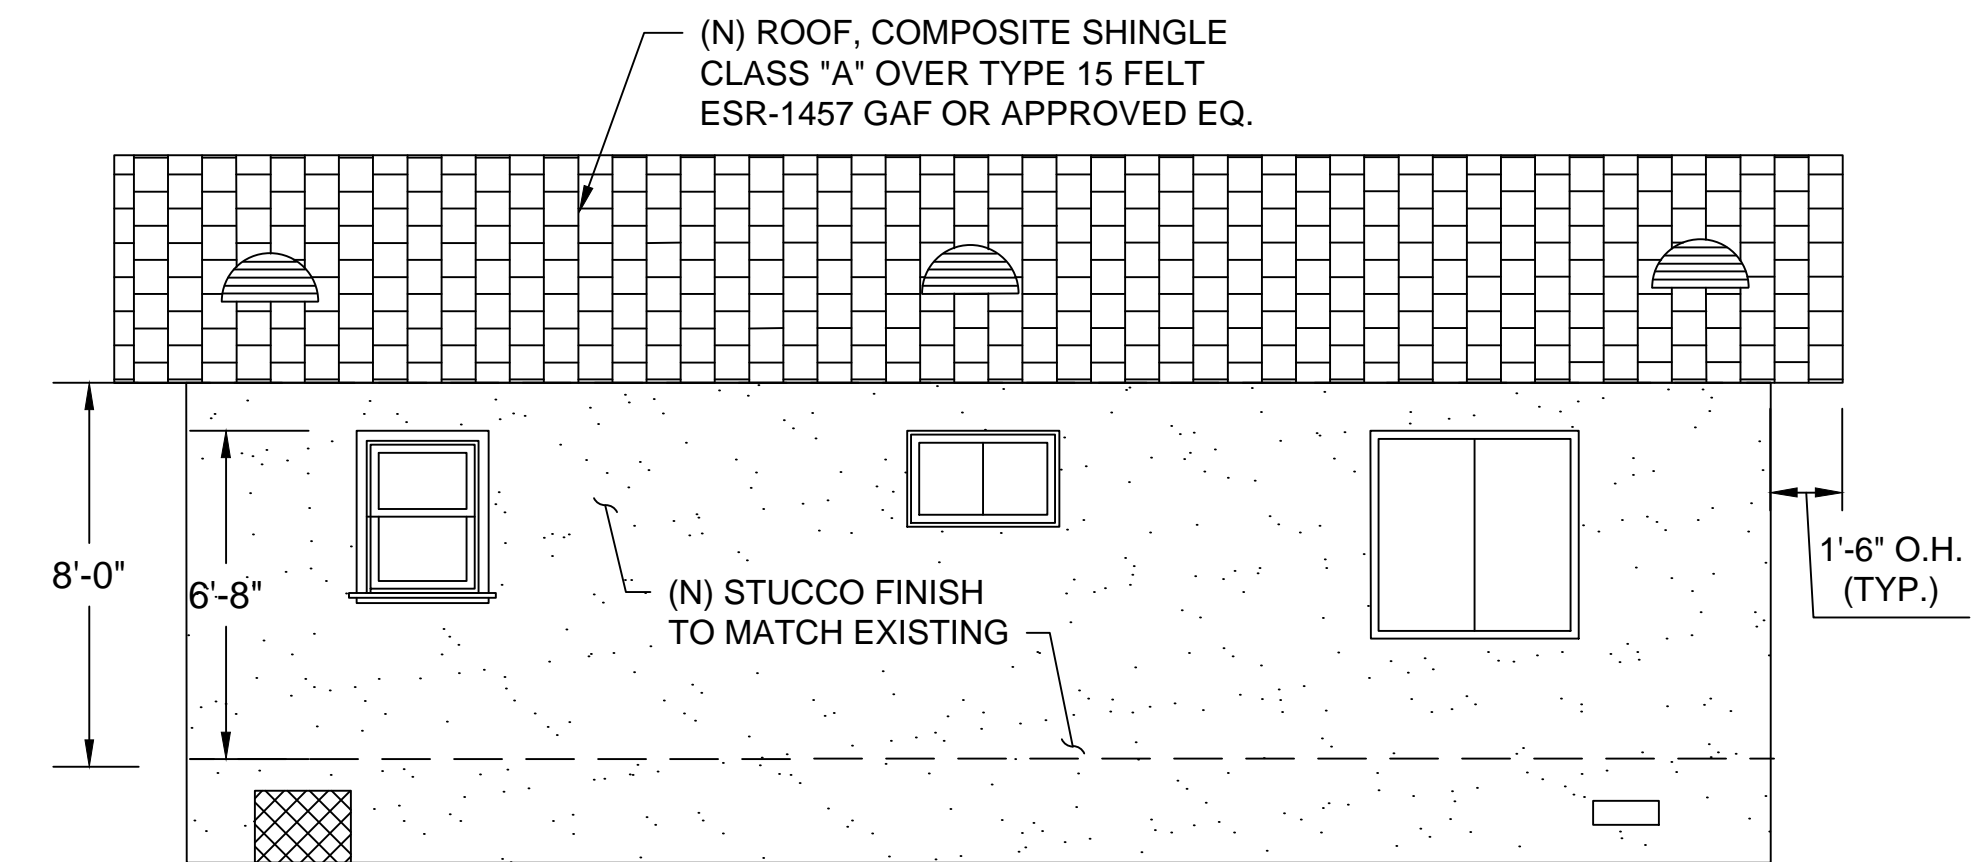 (N) ROOF, COMPOSITE SHINGLE
CLASS "A" OVER TYPE 15 FELT
ESR-1457 GAF OR APPROVED EQ.
8'-0"
6'-8"
(N) STUCCO FINISH
TO MATCH EXISTING
1'-6" O.H.
(TYP.)